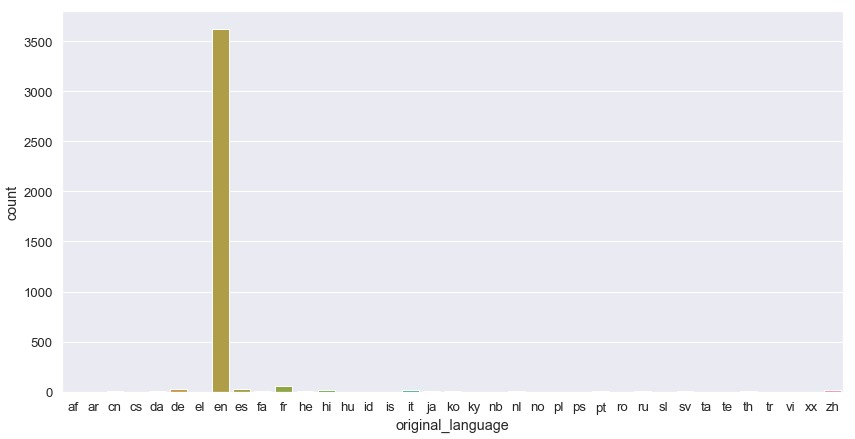 3500
3000
2500
2000
1500
1000
500
0
count
af ar cn cs da de el en es fa fr he hi hu id is it ja ko ky nb nl no pl ps pt ro ru sl sv ta te th tr vi xx zh
original_language